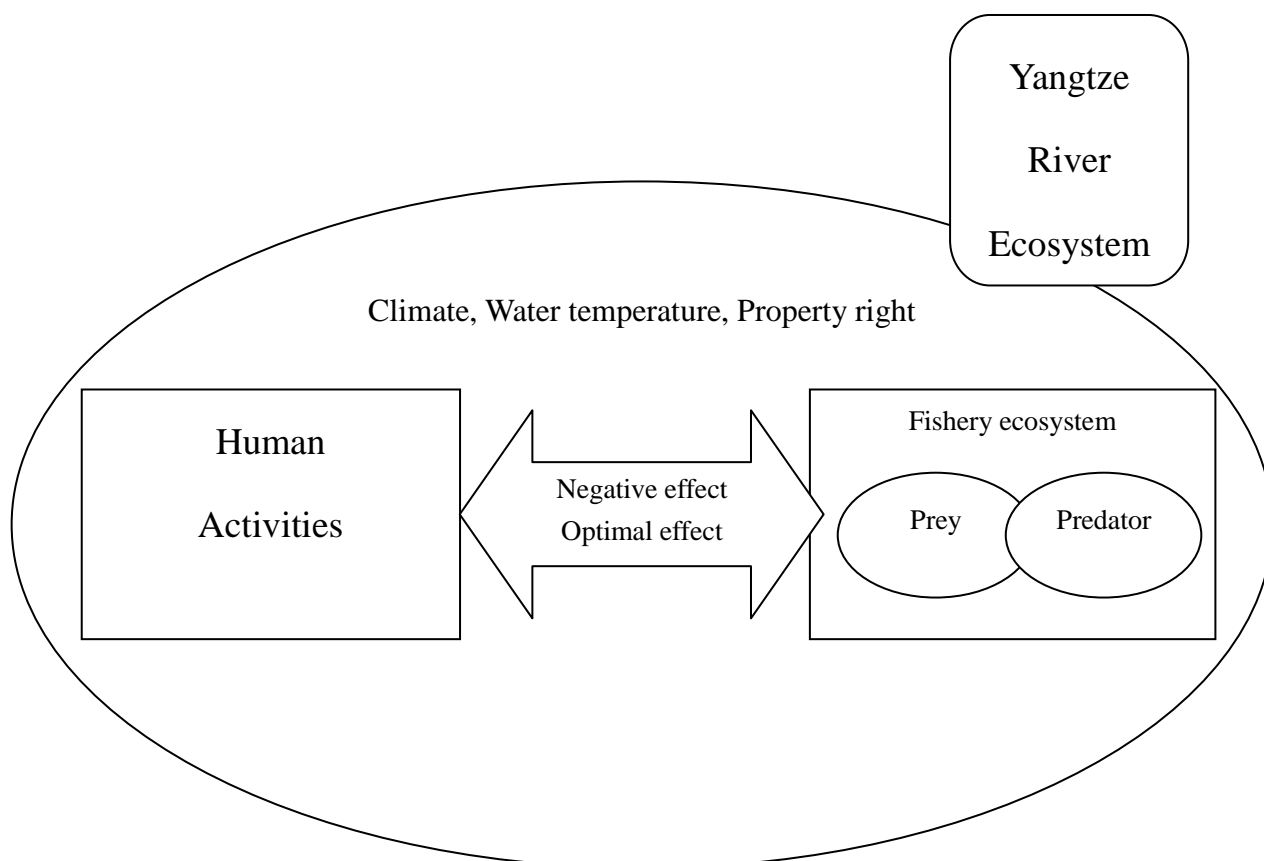 Yangtze
River
Ecosystem
Climate, Water temperature, Property right
Human
Activities
Negative effect
Optimal effect
Fishery ecosystem
Prey
Predator